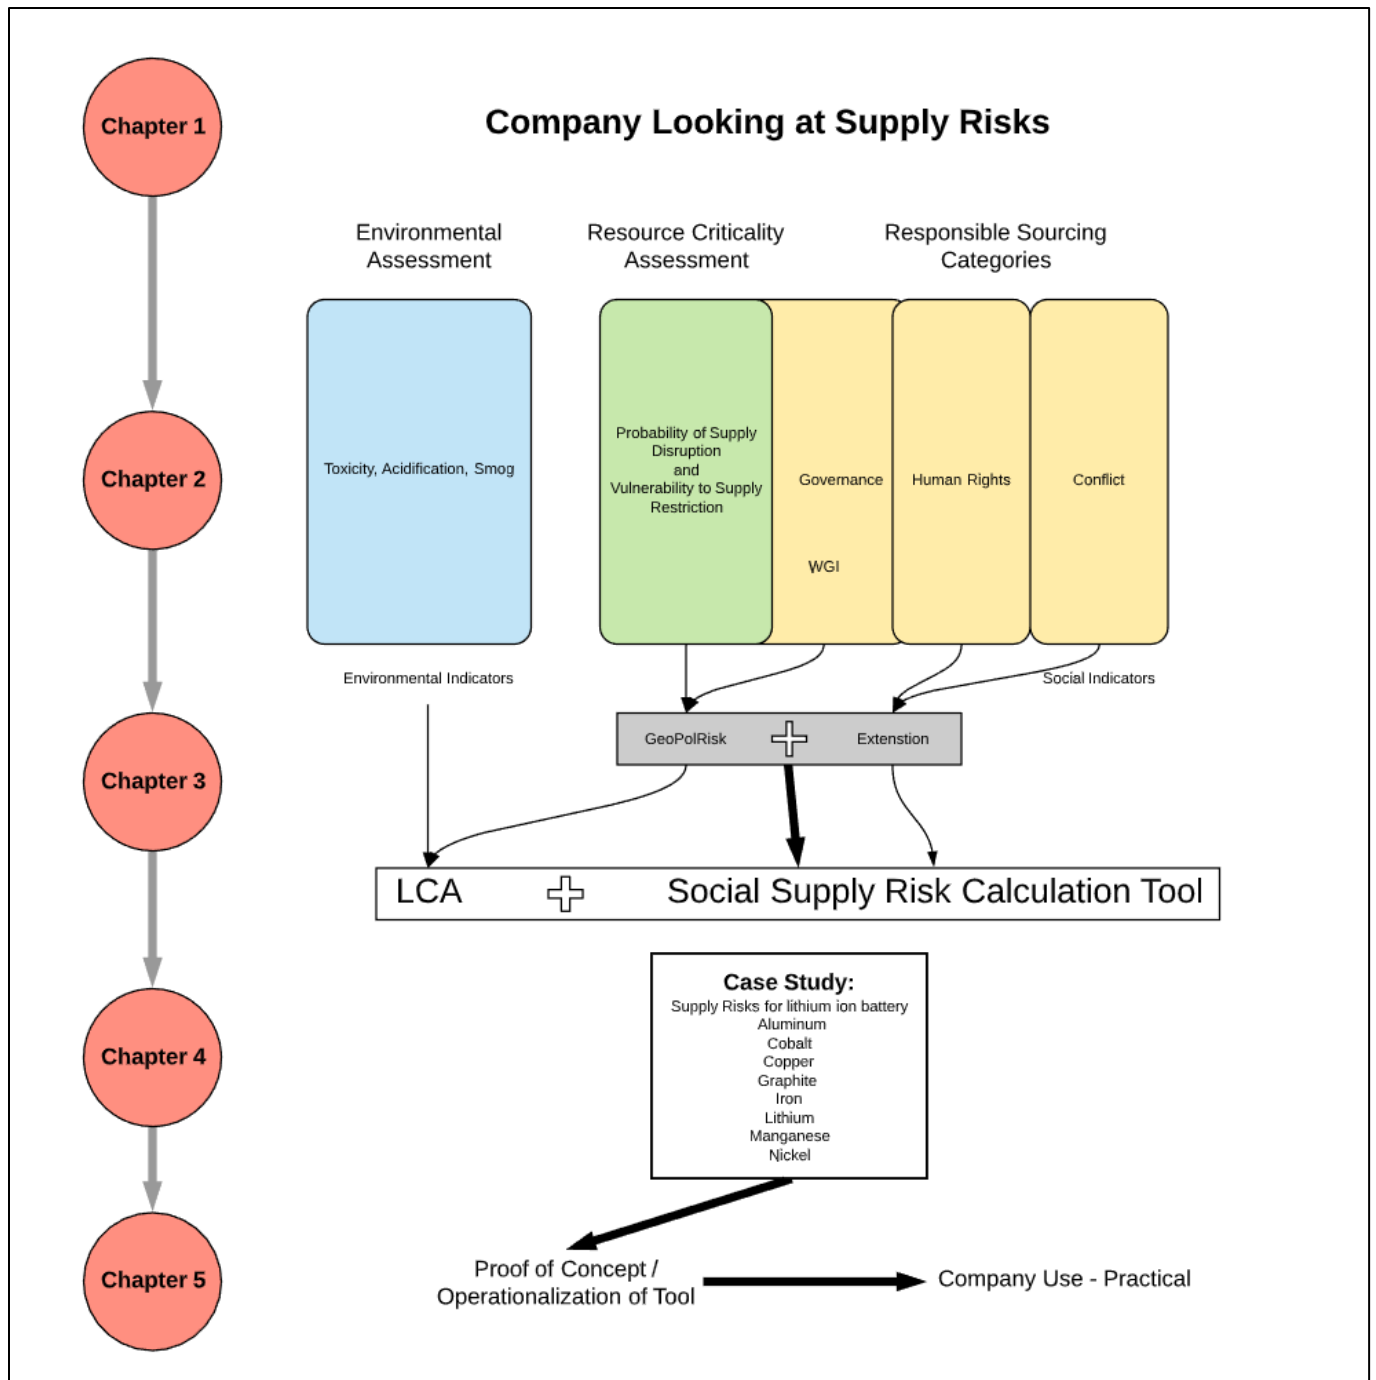 Chapter 1
Company Looking at Supply Risks
Environmental
Assessment
Resource Criticality
Assessment
Responsible Sourcing
Categories
Chapter 2
Toxicity, Acidification, Smog
Probability of Supply
Disruption
and
Vulnerability to Supply
Restriction
Governance
WGI
Human Rights
Conflict
Environmental Indicators
Social Indicators
Chapter 3
GeoPolRisk
Extenstion
LCA
Social Supply Risk Calculation Tool
Chapter 4
Case Study:
Supply Risks for lithium ion battery
Aluminum
Cobalt
Copper
Graphite
Iron
Lithium
Manganese
Nickel
Chapter 5
Proof of Concept /
Operationalization of Tool
Company Use - Practical